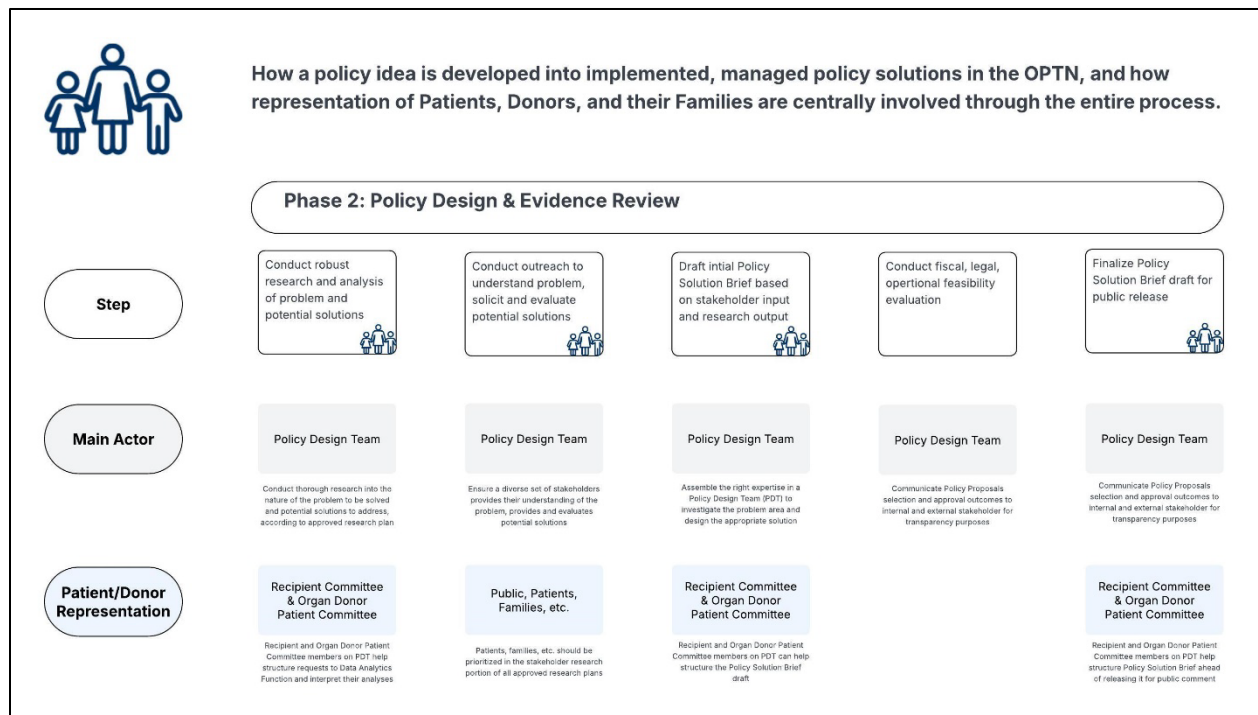 How a policy idea is developed into implemented, managed policy solutions in the OPTN, and how
representation of Patients, Donors, and their Families are centrally involved through the entire process.
Phase 2: Policy Design & Evidence Review
Step
Conduct robust
research and analysis
of problem and
potential solutions
Conduct outreach to
understand problem,
solicit and evaluate
potential solutions
Draft intial Policy
Solution Brief based
on stakeholder input
and research output
Conduct fiscal, legal,
opertional feasibility
evaluation
Finalize Policy
Solution Brief draft for
public release
Main Actor
Policy Design Team
Conduct thorough research into the
nature of the problem to be solved
and potential solutions to address,
according to approved research plan
Policy Design Team
Ensure a diverse set of stakeholders
provides their understanding of the
problem, provides and evaluates
potential solutions
Policy Design Team
Assemble the right expertise in a
Policy Design Team (PDT) to
investigate the problem area and
design the appropriate solution
Policy Design Team
Communicate Policy Proposals
selection and approval outcomes to
internal and external stakeholder for
transparency purposes
Policy Design Team
Communicate Policy Proposals
selection and approval outcomes to
internal and external stakeholder for
transparency purposes
Patient/Donor
Representation
Recipient Committee
& Organ Donor
Patient Committee
Recipient and Organ Donor Patient
Committee members on PDT help
structure requests to Data Analytics
Function and interpret their analyses
Public, Patients,
Families, etc.
Patients, families, etc. should be
prioritized in the stakeholder research
portion of all approved research plans
Recipient Committee
& Organ Donor
Patient Committee
Recipient and Organ Donor Patient
Committee members on PDT can help
structure the Policy Solution Brief
draft
Recipient Committee
& Organ Donor
Patient Committee
Recipient and Organ Donor Patient
Committee members on PDT help
structure Policy Solution Brief ahead
of releasing it for public comment